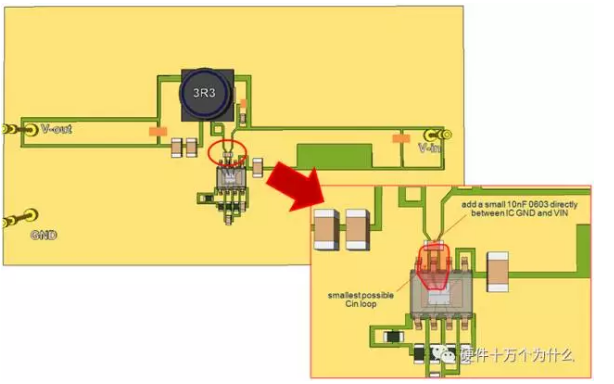 3R3
V-out
V-in
GND
add a small 10nF 0603 directly
between IC GND and VIN
smallest possible
Cin loop
硬件十万个为什么